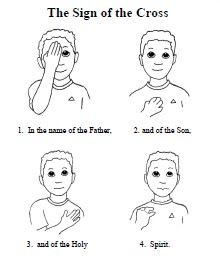 The Sign of the Cross
1. In the name of the Father,
2. and of the Son,
3. and of the Holy
4. Spirit.